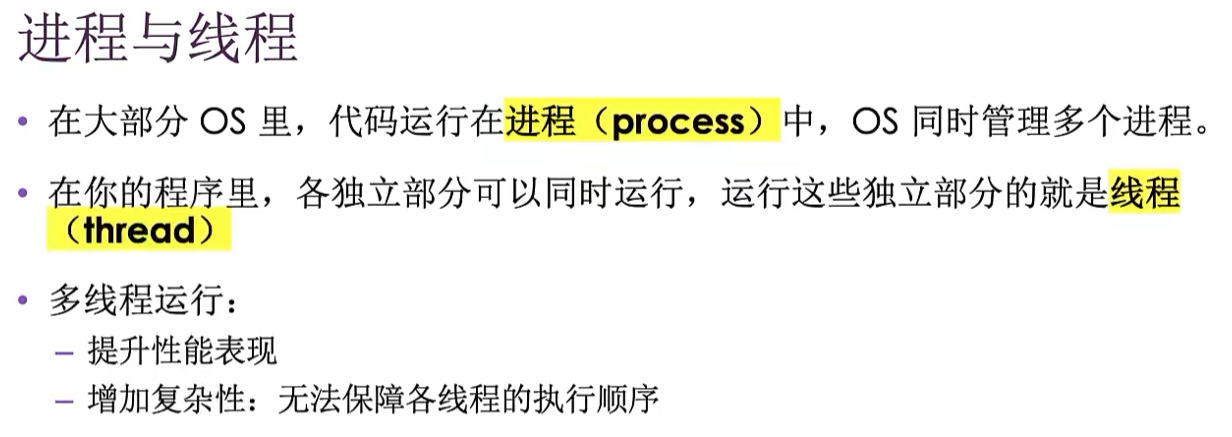 进程与线程
• 在大部分 OS 里，代码运行在进程（process）中，OS 同时管理多个进程。
• 在你的程序里，各独立部分可以同时运行，运行这些独立部分的就是线程
（thread）
• 多线程运行：
– 提升性能表现
– 增加复杂性：无法保障各线程的执行顺序